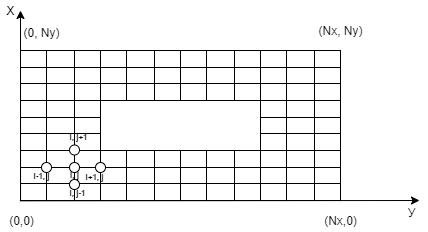 X
(0, Ny)
(Nx, Ny)
i, j+1
i-1, j
i+1, j
i, j-1
(0,0)
(Nx,0)
y